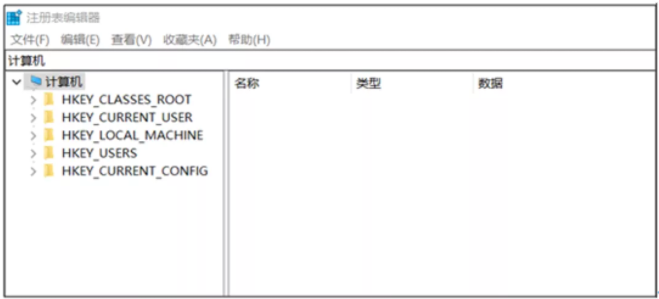 注册表编辑器
文件(F) 编辑(E) 查看(V) 收藏夹(A) 帮助(H)
计算机
计算机
HKEY_CLASSES_ROOT
HKEY_CURRENT_USER
HKEY_LOCAL_MACHINE
HKEY_USERS
HKEY_CURRENT_CONFIG
名称 类型 数据